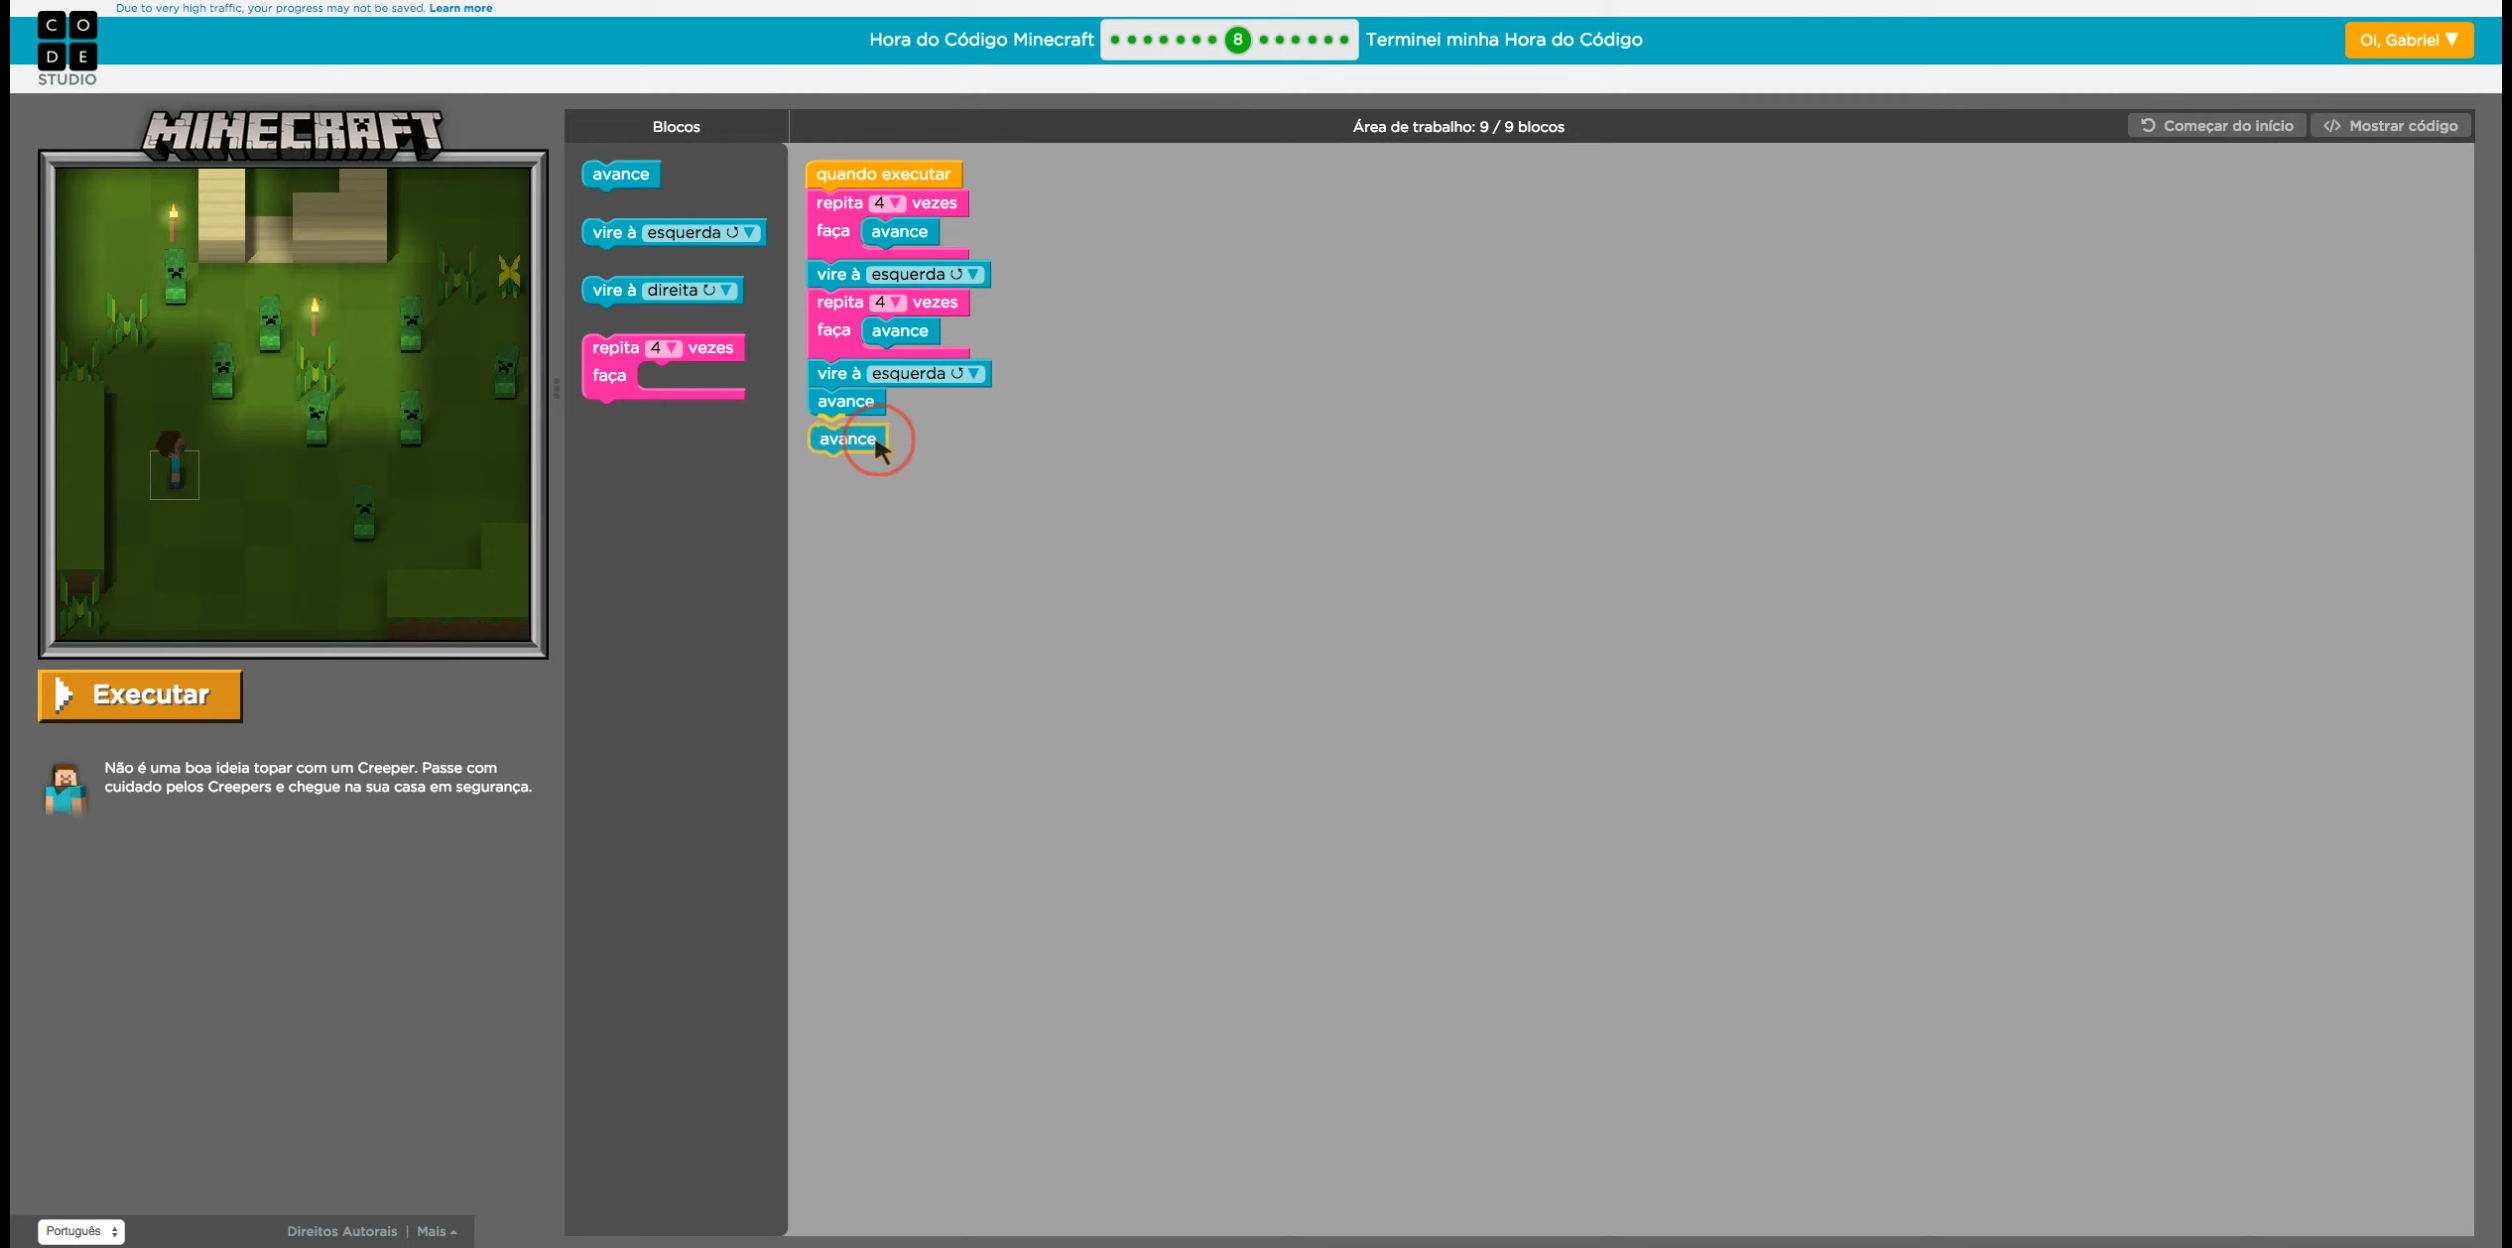 Due to very high traffic, your progress may not be saved. Learn more
CODE
STUDIO
Hora do Código Minecraft
8
Terminei minha Hora do Código
Oi, Gabriel ▼
MINECRAFT
Blocos
Área de trabalho: 9 / 9 blocos
Começar do início
</> Mostrar código
avance
vire à esquerda ↺▼
vire à direita ↻▼
repita 4▼ vezes
faça
quando executar
repita 4▼ vezes
faça avance
vire à esquerda ↺▼
repita 4▼ vezes
faça avance
vire à esquerda ↺▼
avance
avance
Executar
Não é uma boa ideia topar com um Creeper. Passe com
cuidado pelos Creepers e chegue na sua casa em segurança.
Português
Direitos Autorais | Mais